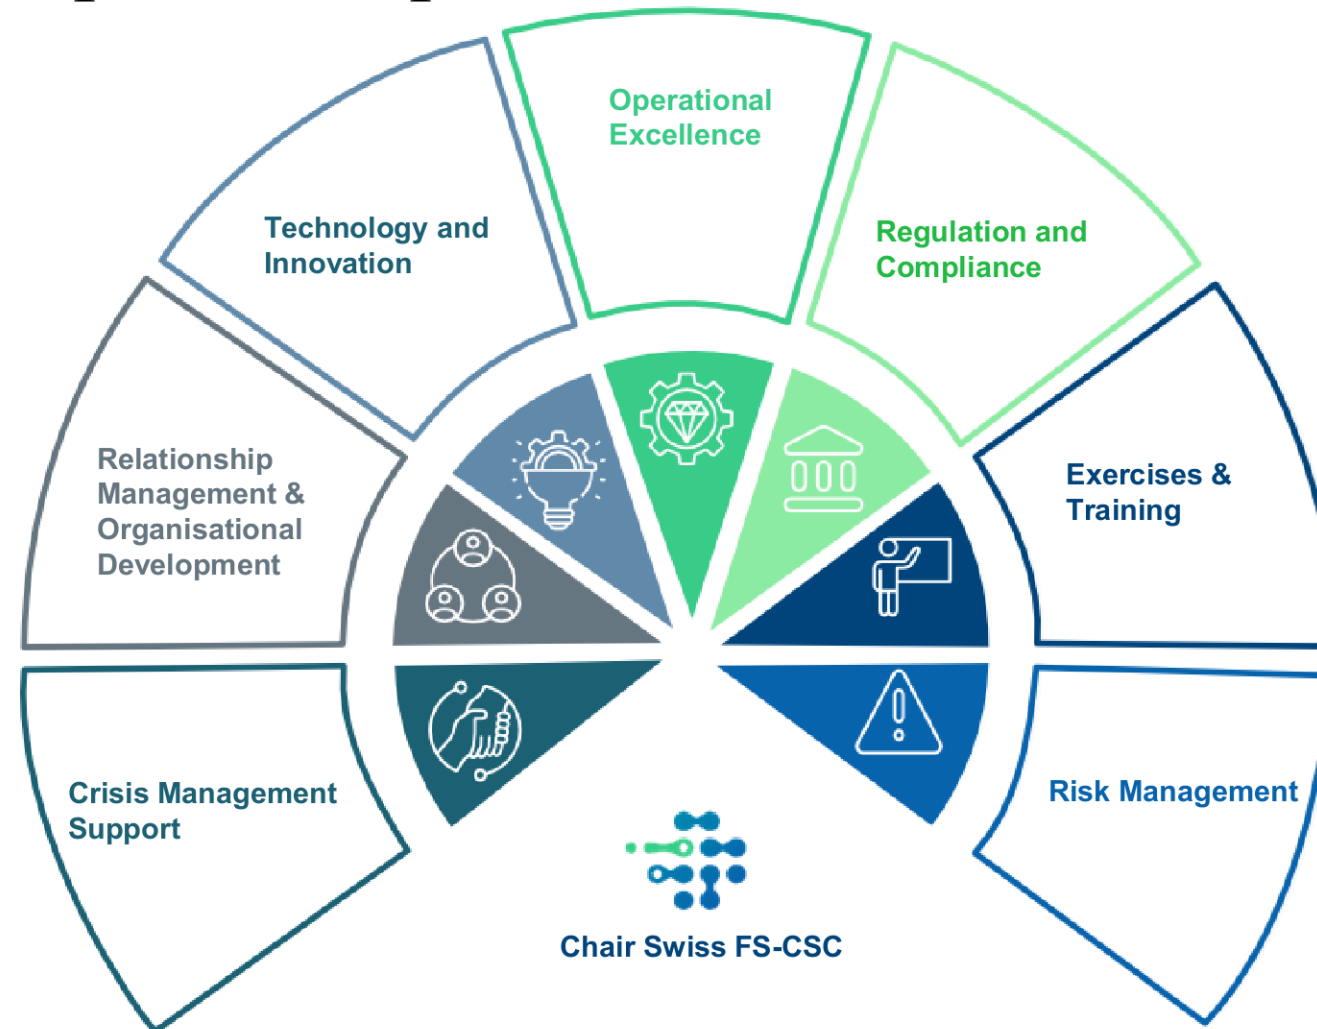 Operational
Excellence
Technology and
Innovation
Regulation and
Compliance
Relationship
Management &
Organisational
Development
Exercises &
Training
Crisis Management
Support
Risk Management
Chair Swiss FS-CSC